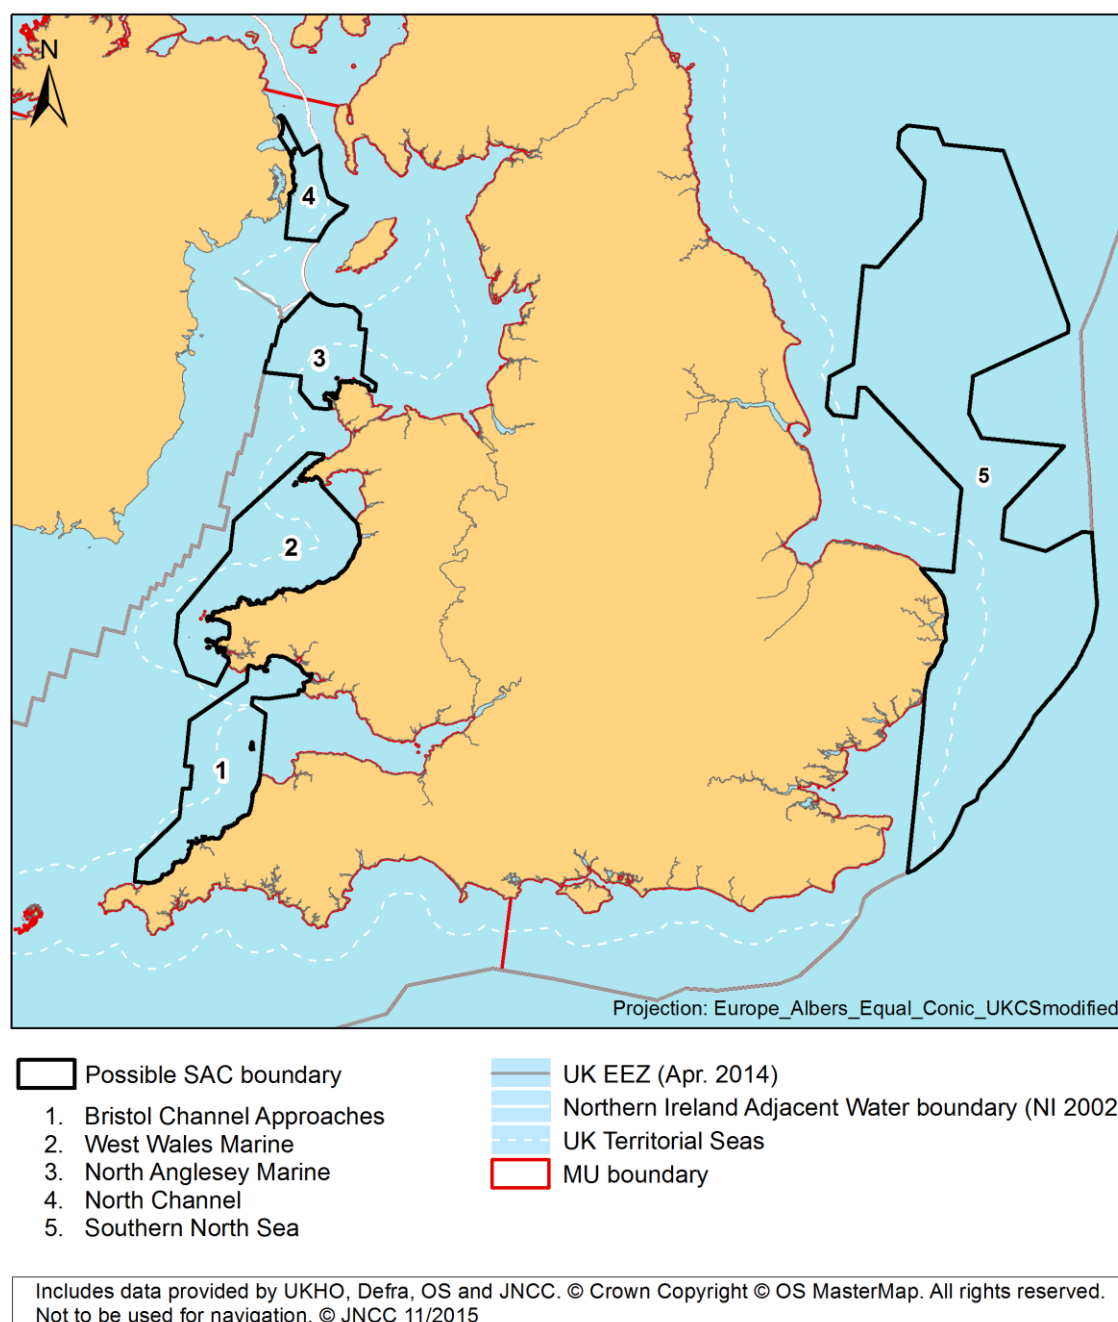 N
4
3
5
2
1
Projection: Europe_Albers_Equal_Conic_UKCSmodified
Possible SAC boundary
1. Bristol Channel Approaches
2. West Wales Marine
3. North Anglesey Marine
4. North Channel
5. Southern North Sea
UK EEZ (Apr. 2014)
Northern Ireland Adjacent Water boundary (NI 2002
UK Territorial Seas
MU boundary
Includes data provided by UKHO, Defra, OS and JNCC. © Crown Copyright © OS MasterMap. All rights reserved.
Not to be used for navigation. © JNCC 11/2015